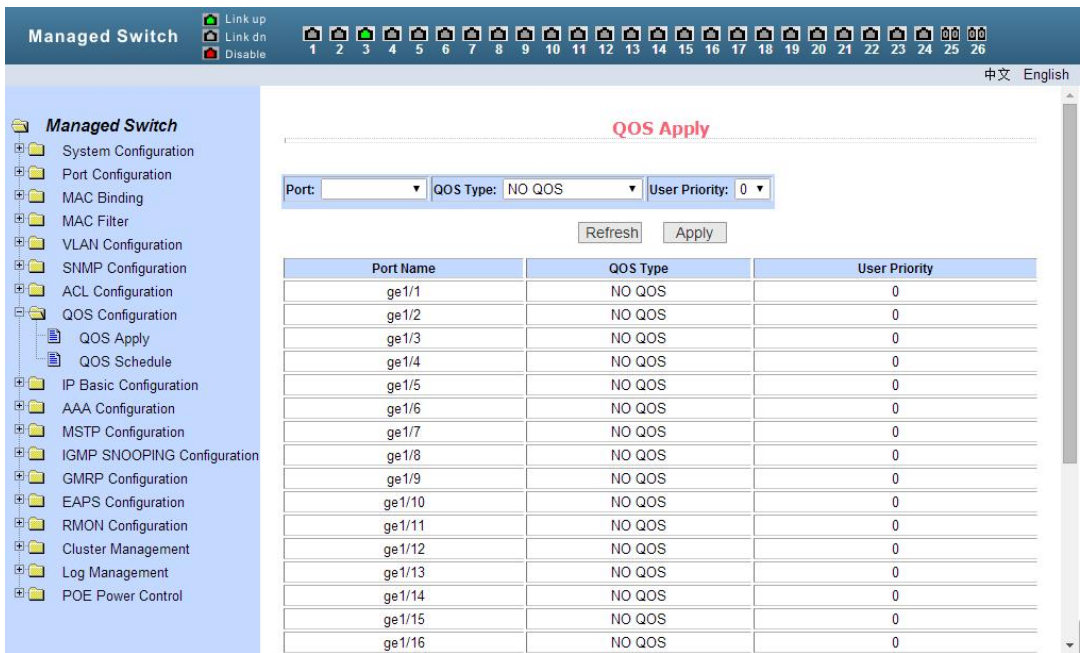 Managed Switch
Link up
Link dn
Disable
1 2 3 4 5 6 7 8 9 10 11 12 13 14 15 16 17 18 19 20 21 22 23 24 25 26
中文 English
Managed Switch
System Configuration
Port Configuration
MAC Binding
MAC Filter
VLAN Configuration
SNMP Configuration
ACL Configuration
QOS Configuration
QOS Apply
QOS Schedule
IP Basic Configuration
AAA Configuration
MSTP Configuration
IGMP SNOOPING Configuration
GMRP Configuration
EAPS Configuration
RMON Configuration
Cluster Management
Log Management
POE Power Control
QOS Apply
Port: QOS Type: NO QOS User Priority: 0
Refresh Apply
Port Name QOS Type User Priority
ge1/1 NO QOS 0
ge1/2 NO QOS 0
ge1/3 NO QOS 0
ge1/4 NO QOS 0
ge1/5 NO QOS 0
ge1/6 NO QOS 0
ge1/7 NO QOS 0
ge1/8 NO QOS 0
ge1/9 NO QOS 0
ge1/10 NO QOS 0
ge1/11 NO QOS 0
ge1/12 NO QOS 0
ge1/13 NO QOS 0
ge1/14 NO QOS 0
ge1/15 NO QOS 0
ge1/16 NO QOS 0